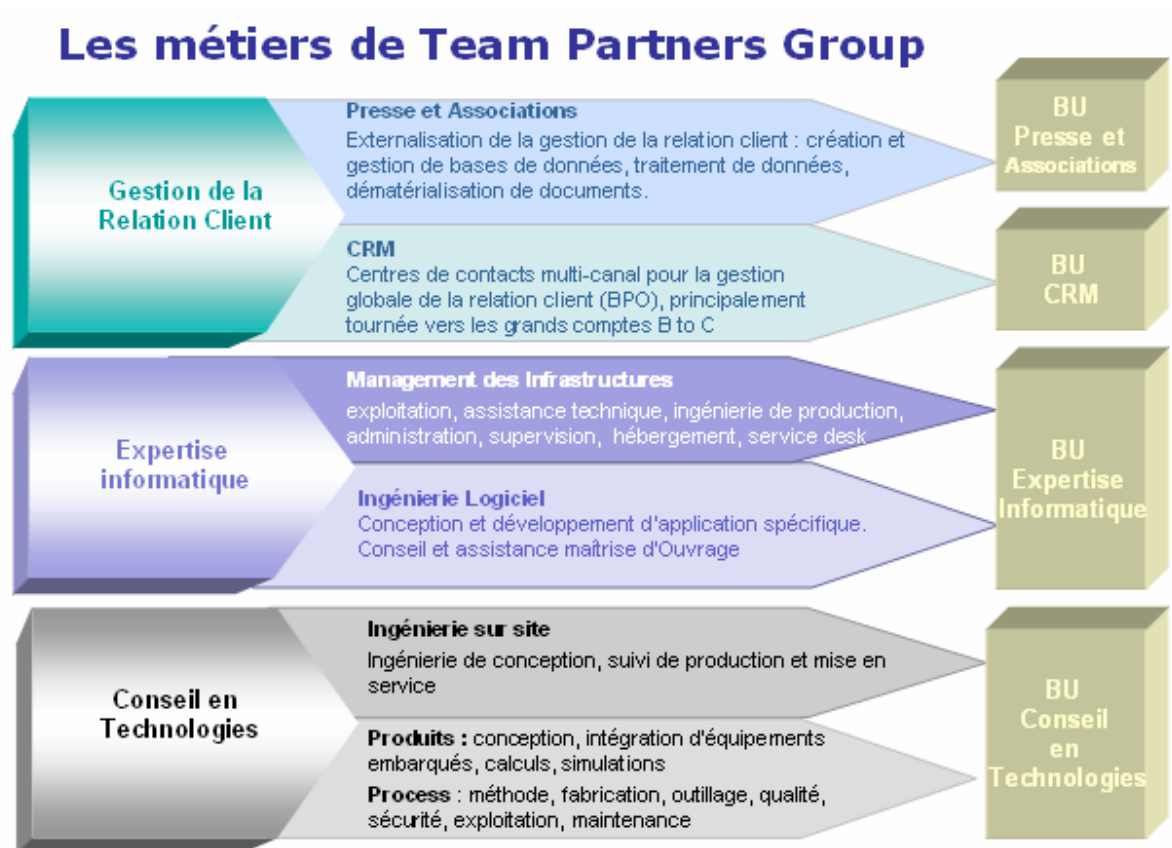 Les métiers de Team Partners Group
Gestion de la
Relation Client
Presse et Associations
Externalisation de la gestion de la relation client : création et
gestion de bases de données, traitement de données,
dématérialisation de documents.
BU
Presse et
Associations
CRM
Centres de contacts multi-canal pour la gestion
globale de la relation client (BPO), principalement
tournée vers les grands comptes B to C
BU
CRM
Expertise
informatique
Management des Infrastructures
exploitation, assistance technique, ingénierie de production,
administration, supervision, hébergement, service desk
Ingénierie Logiciel
Conception et développement d'application spécifique.
Conseil et assistance maîtrise d'Ouvrage
BU
Expertise
Informatique
Conseil en
Technologies
Ingénierie sur site
Ingénierie de conception, suivi de production et mise en
service
Produits : conception, intégration d'équipements
embarqués, calculs, simulations
Process : méthode, fabrication, outillage, qualité,
sécurité, exploitation, maintenance
BU
Conseil
en
Technologies